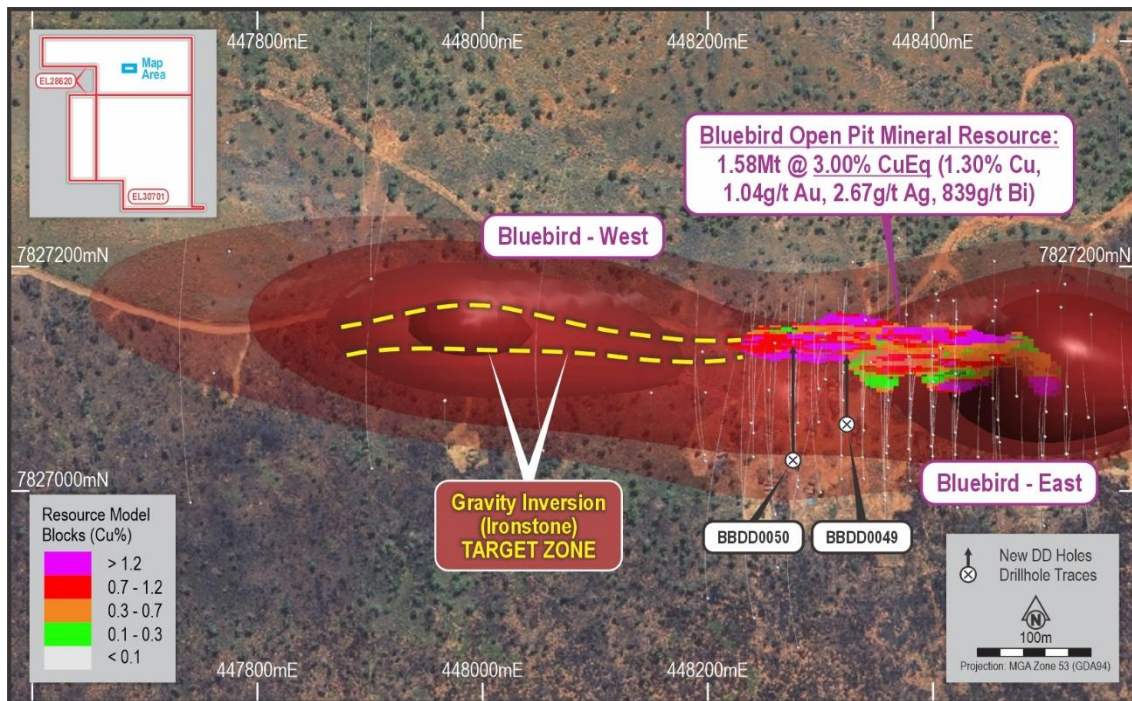 447800mE
448000mE
448200mE
448400mE
EL28620
Map
Area
EL30701
Bluebird Open Pit Mineral Resource:
1.58Mt @ 3.00% CuEq (1.30% Cu,
1.04g/t Au, 2.67g/t Ag, 839g/t Bi)
Bluebird - West
7827200mN
7827200mN
Gravity Inversion
(Ironstone)
TARGET ZONE
Bluebird - East
7827000mN
BBDD0050
BBDD0049
Resource Model
Blocks (Cu%)
> 1.2
0.7 - 1.2
0.3 - 0.7
0.1 - 0.3
< 0.1
New DD Holes
Drillhole Traces
N
100m
Projection: MGA Zone 53 (GDA94)
447800mE
448000mE
448200mE
448400mE